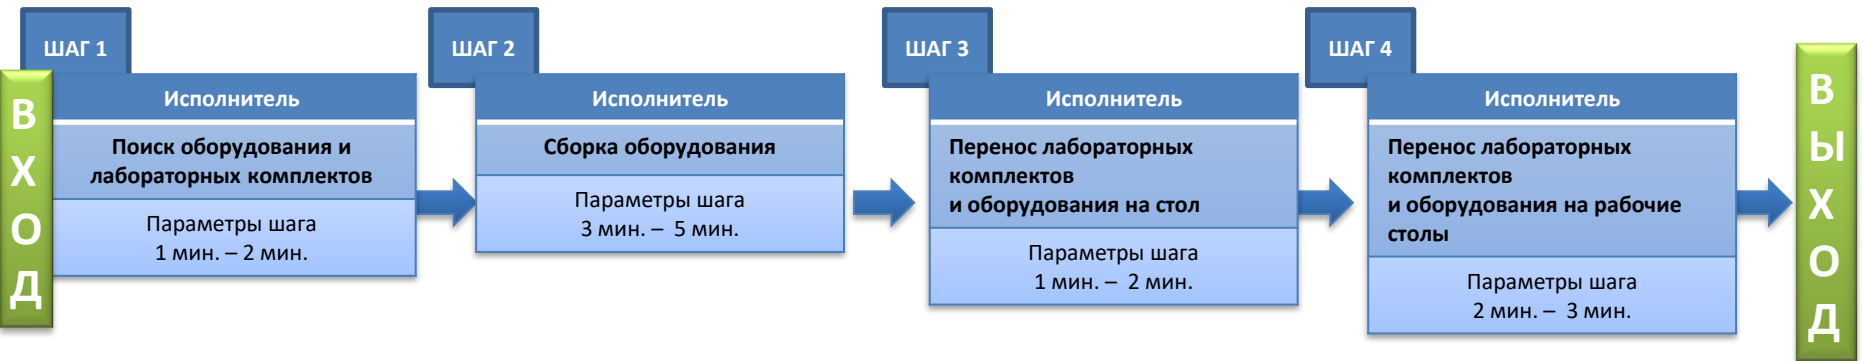 ВХОД
ШАГ 1
Исполнитель
Поиск оборудования и
лабораторных комплектов
Параметры шага
1 мин. – 2 мин.
ШАГ 2
Исполнитель
Сборка оборудования
Параметры шага
3 мин. – 5 мин.
ШАГ 3
Исполнитель
Перенос лабораторных
комплектов
и оборудования на стол
Параметры шага
1 мин. – 2 мин.
ШАГ 4
Исполнитель
Перенос лабораторных
комплектов
и оборудования на рабочие
столы
Параметры шага
2 мин. – 3 мин.
ВЫХОД